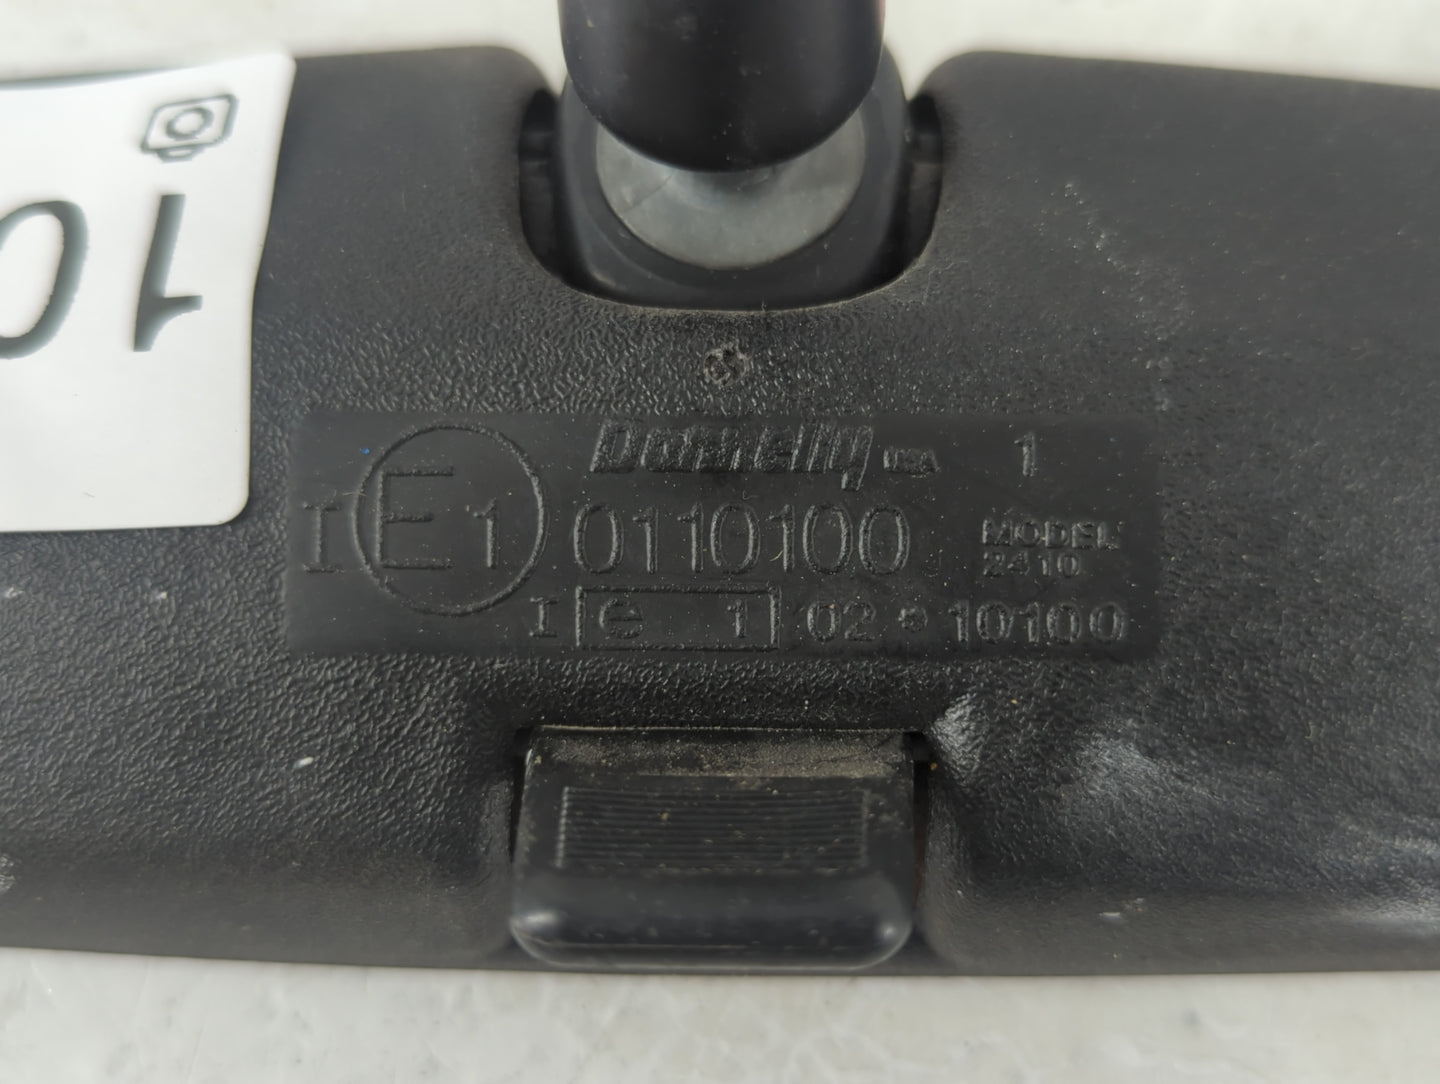 10
Donnelly USA 1
I E1 0110100
MODEL
2410
I e 1 02 • 10100